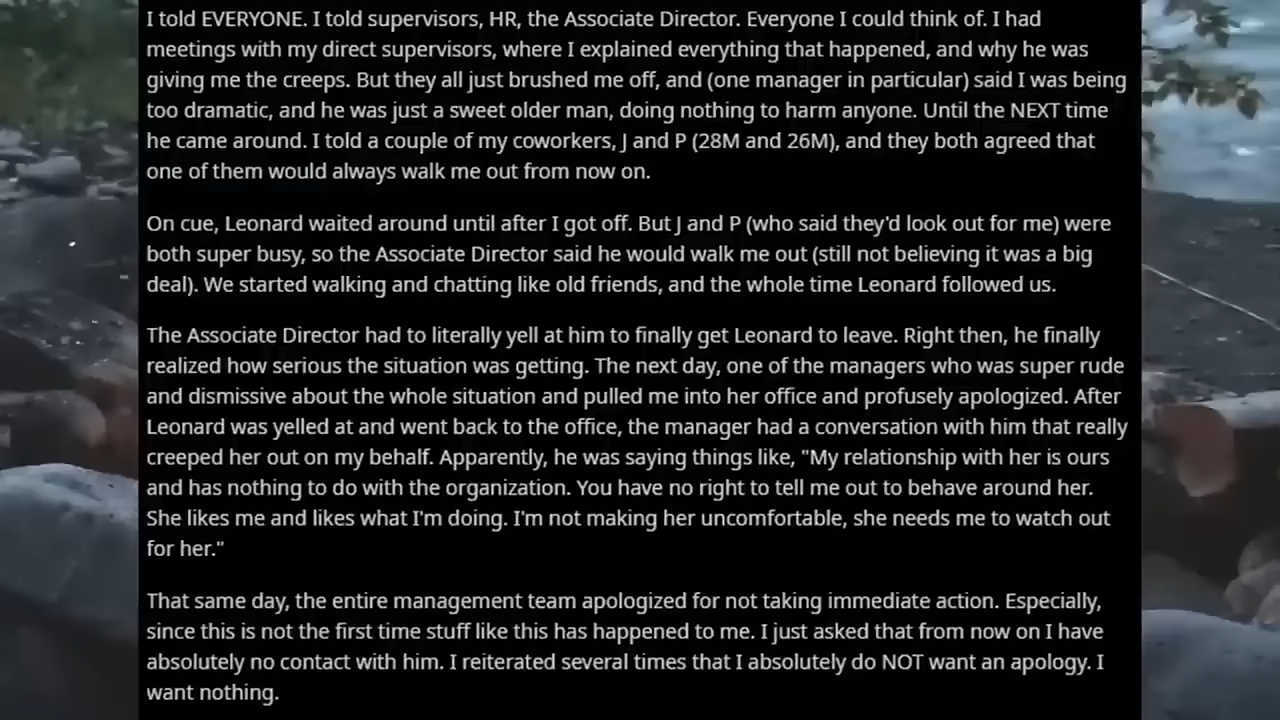 I told EVERYONE. I told supervisors, HR, the Associate Director. Everyone I could think of. I had
meetings with my direct supervisors, where I explained everything that happened, and why he was
giving me the creeps. But they all just brushed me off, and (one manager in particular) said I was being
too dramatic, and he was just a sweet older man, doing nothing to harm anyone. Until the NEXT time
he came around. I told a couple of my coworkers, J and P (28M and 26M), and they both agreed that
one of them would always walk me out from now on.
On cue, Leonard waited around until after I got off. But J and P (who said they'd look out for me) were
both super busy, so the Associate Director said he would walk me out (still not believing it was a big
deal). We started walking and chatting like old friends, and the whole time Leonard followed us.
The Associate Director had to literally yell at him to finally get Leonard to leave. Right then, he finally
realized how serious the situation was getting. The next day, one of the managers who was super rude
and dismissive about the whole situation and pulled me into her office and profusely apologized. After
Leonard was yelled at and went back to the office, the manager had a conversation with him that really
creeped her out on my behalf. Apparently, he was saying things like, "My relationship with her is ours
and has nothing to do with the organization. You have no right to tell me out to behave around her.
She likes me and likes what I'm doing. I'm not making her uncomfortable, she needs me to watch out
for her."
That same day, the entire management team apologized for not taking immediate action. Especially,
since this is not the first time stuff like this has happened to me. I just asked that from now on I have
absolutely no contact with him. I reiterated several times that I absolutely do NOT want an apology. I
want nothing.